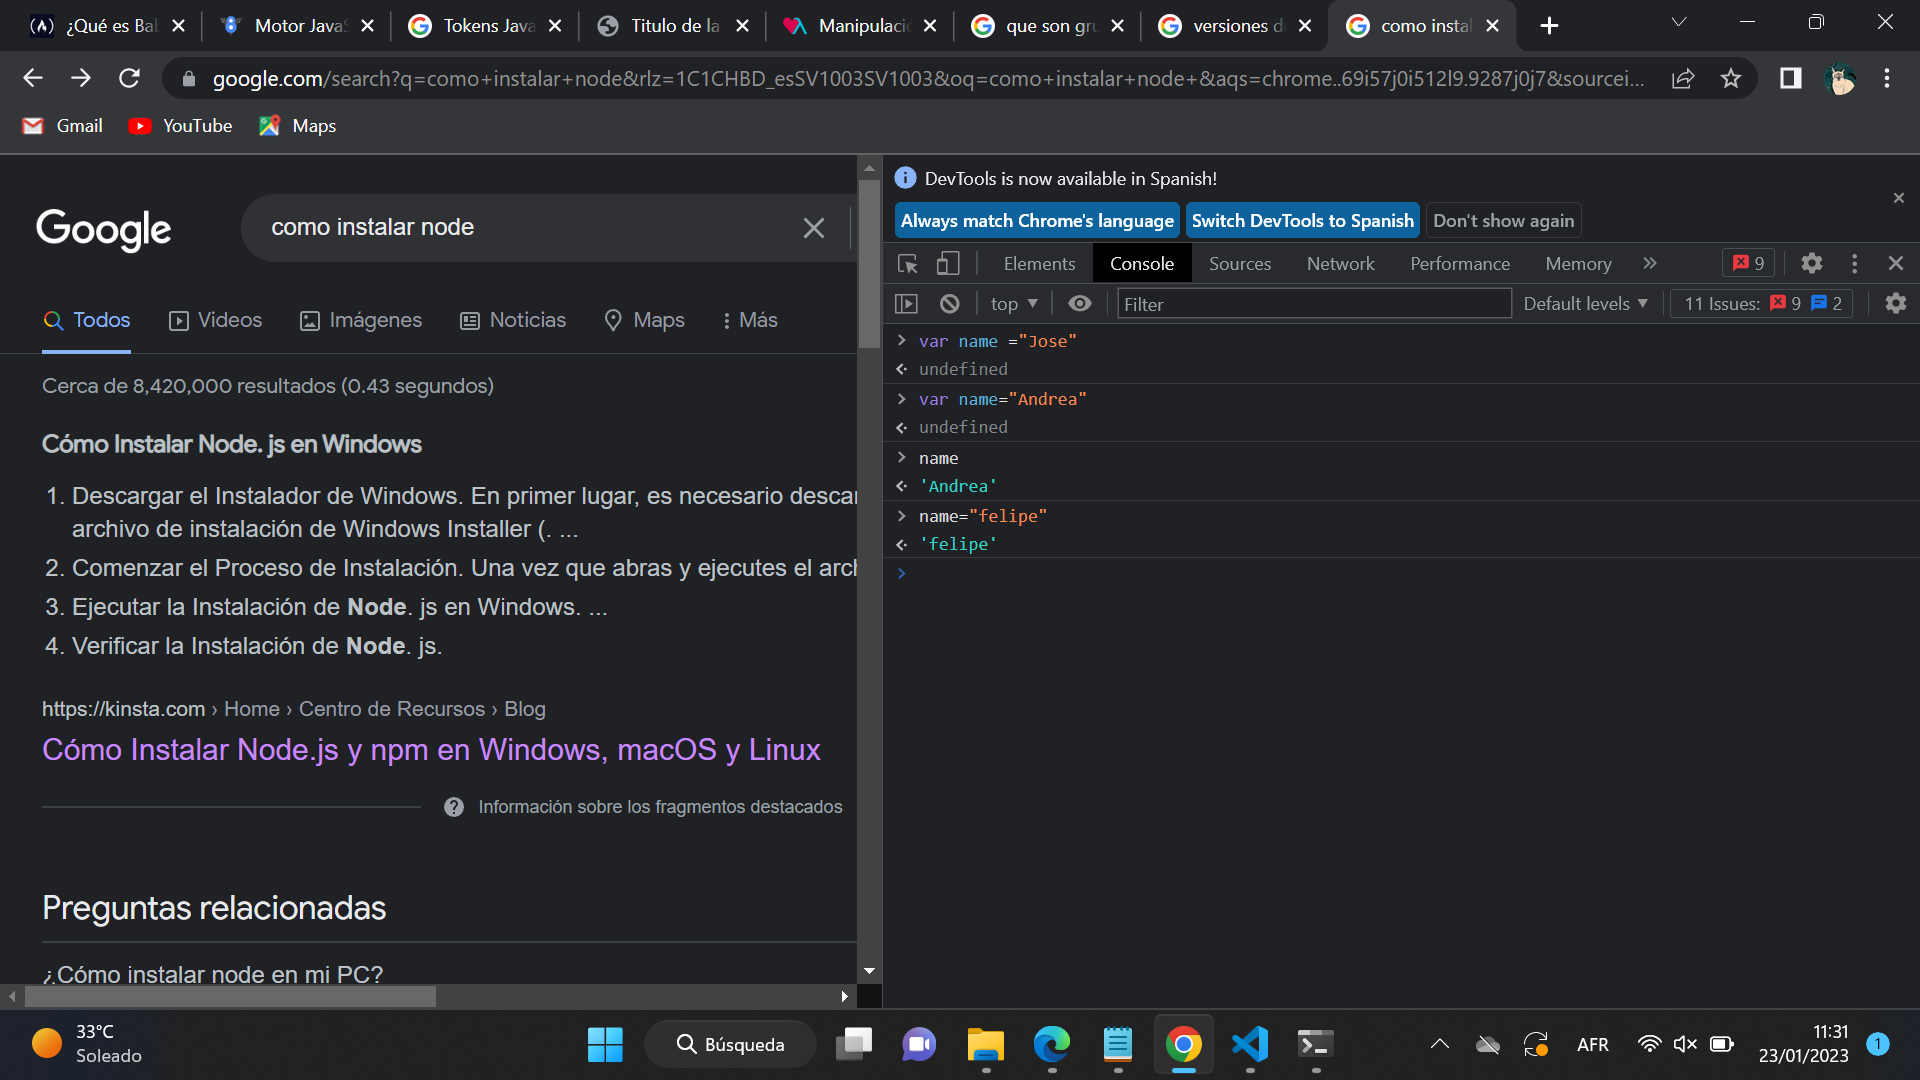 ¿Qué es Bab
Motor JavaS
Tokens Java
Titulo de la
Manipulació
que son gru
versiones d
como instal
google.com/search?q=como+instalar+node&rlz=1C1CHBD_esSV1003SV1003&oq=como+instalar+node+&aqs=chrome..69i57j0i512l9.9287j0j7&sourcei...
Gmail
YouTube
Maps
Google
como instalar node
Todos
Videos
Imágenes
Noticias
Maps
Más
Cerca de 8,420,000 resultados (0.43 segundos)
Cómo Instalar Node. js en Windows
1. Descargar el Instalador de Windows. En primer lugar, es necesario descar
archivo de instalación de Windows Installer (. ...
2. Comenzar el Proceso de Instalación. Una vez que abras y ejecutes el arch
3. Ejecutar la Instalación de Node. js en Windows. ...
4. Verificar la Instalación de Node. js.
https://kinsta.com › Home › Centro de Recursos › Blog
Cómo Instalar Node.js y npm en Windows, macOS y Linux
Información sobre los fragmentos destacados
Preguntas relacionadas
¿Cómo instalar node en mi PC?
DevTools is now available in Spanish!
Always match Chrome's language
Switch DevTools to Spanish
Don't show again
Elements
Console
Sources
Network
Performance
Memory
9
top
Filter
Default levels
11 Issues: 9 2
var name ="Jose"
undefined
var name="Andrea"
undefined
name
'Andrea'
name="felipe"
'felipe'
33°C
Soleado
Búsqueda
AFR
11:31
23/01/2023
1